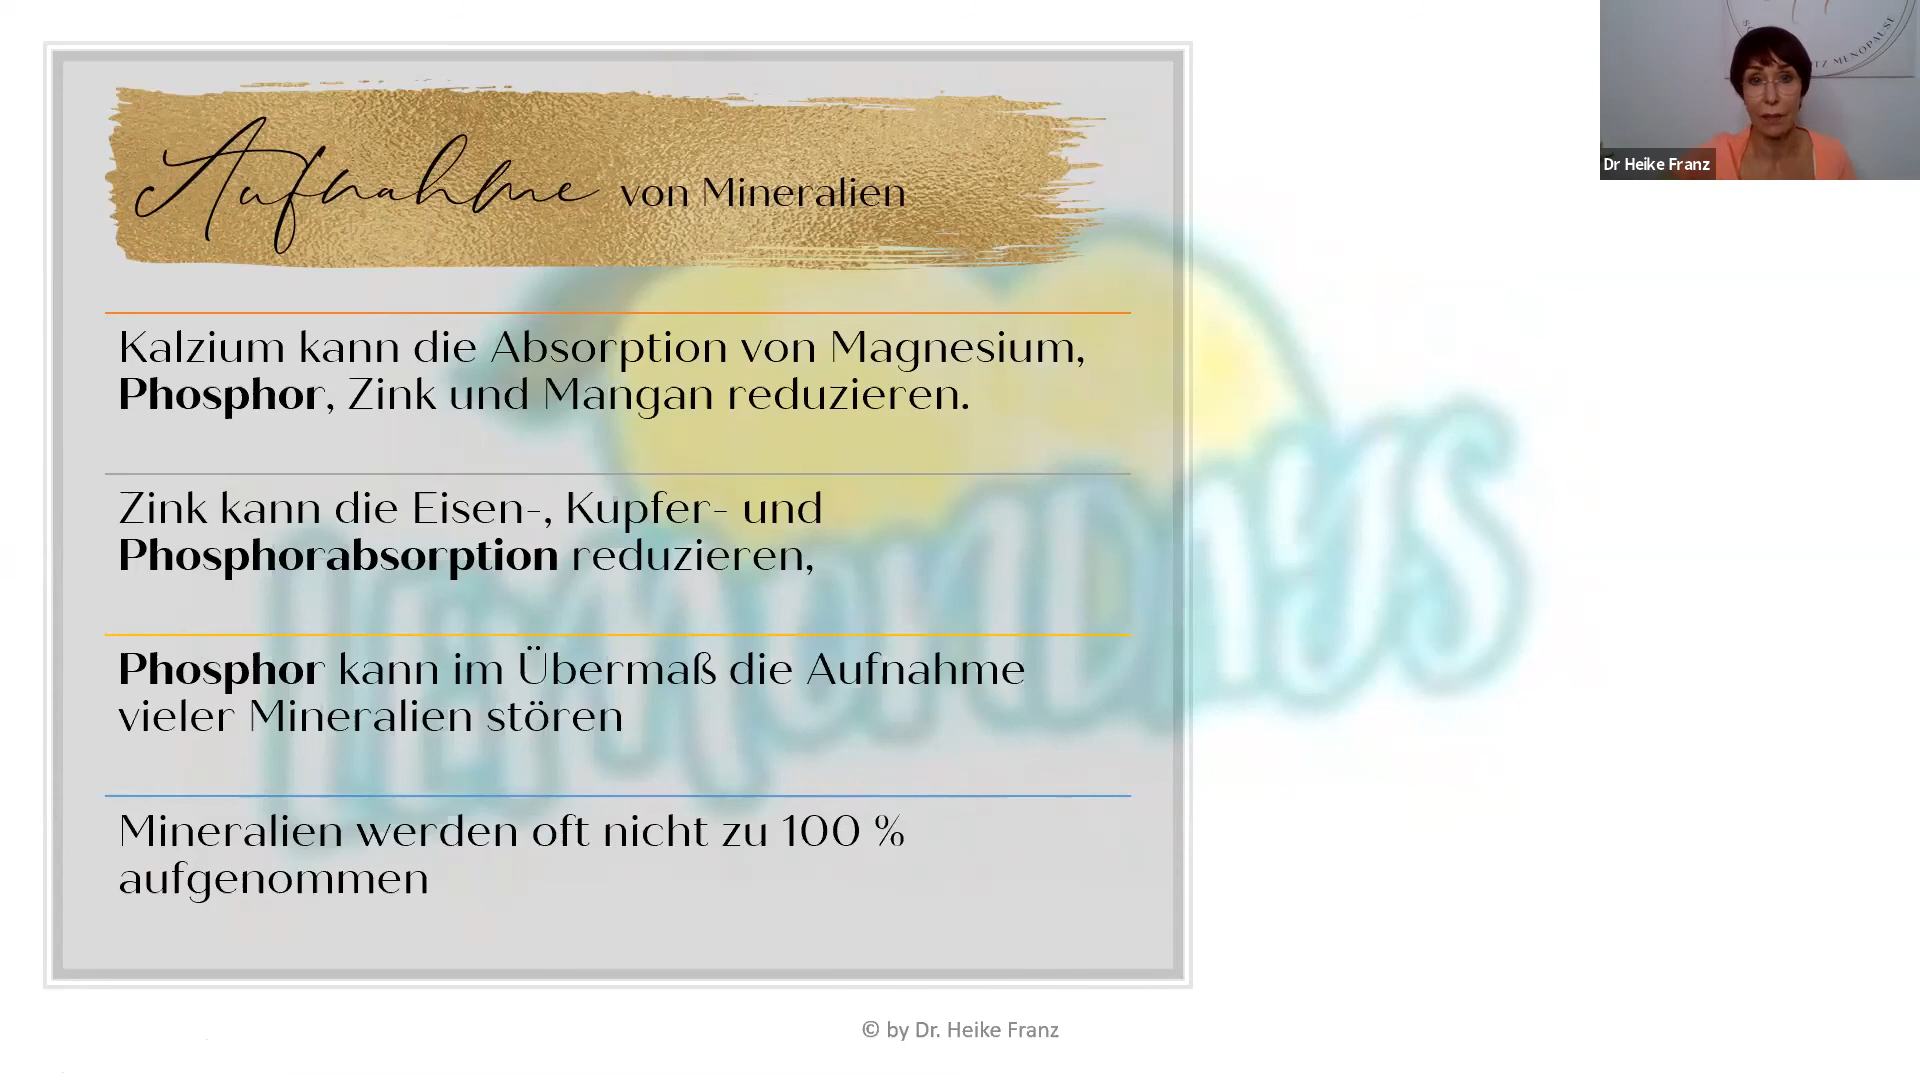 Aufnahme von Mineralien
Kalzium kann die Absorption von Magnesium,
Phosphor, Zink und Mangan reduzieren.
Zink kann die Eisen-, Kupfer- und
Phosphorabsorption reduzieren,
Phosphor kann im Übermaß die Aufnahme
vieler Mineralien stören
Mineralien werden oft nicht zu 100 %
aufgenommen
MENOPAUSE
Dr Heike Franz
© by Dr. Heike Franz